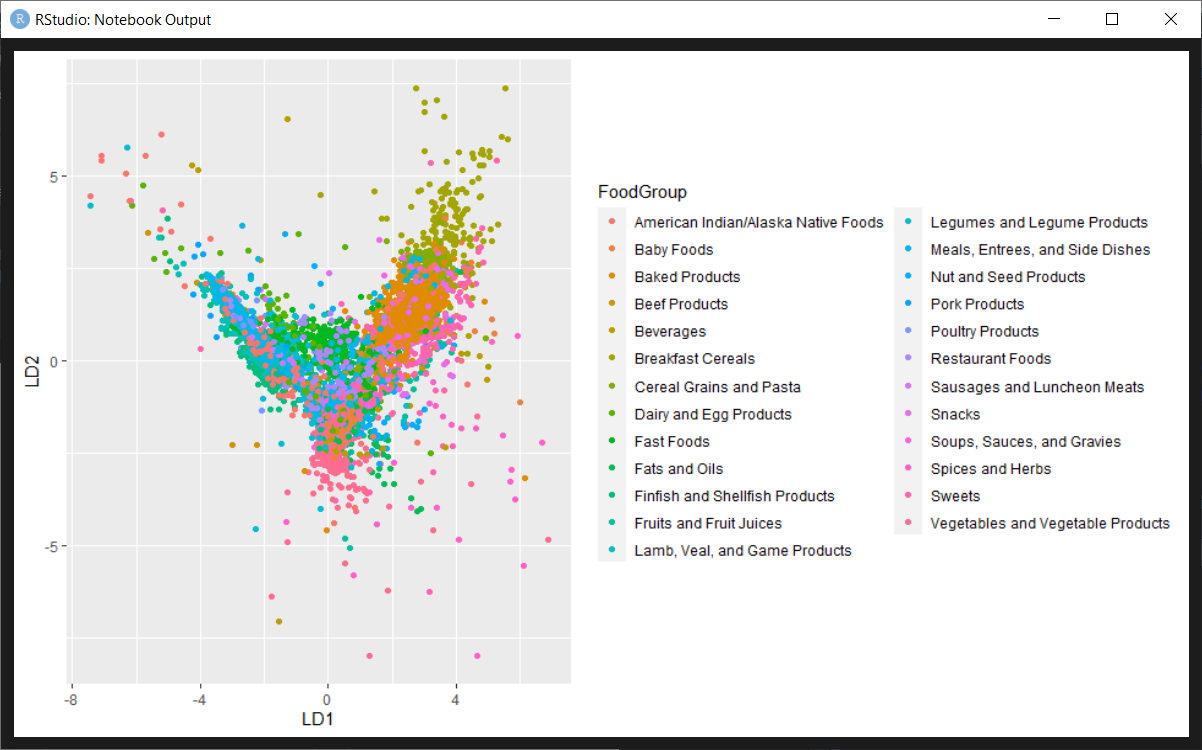 R RStudio: Notebook Output
FoodGroup
American Indian/Alaska Native Foods
Baby Foods
Baked Products
Beef Products
Beverages
Breakfast Cereals
Cereal Grains and Pasta
Dairy and Egg Products
Fast Foods
Fats and Oils
Finfish and Shellfish Products
Fruits and Fruit Juices
Lamb, Veal, and Game Products
Legumes and Legume Products
Meals, Entrees, and Side Dishes
Nut and Seed Products
Pork Products
Poultry Products
Restaurant Foods
Sausages and Luncheon Meats
Snacks
Soups, Sauces, and Gravies
Spices and Herbs
Sweets
Vegetables and Vegetable Products
5
0
-5
LD2
-8 -4 0 4
LD1